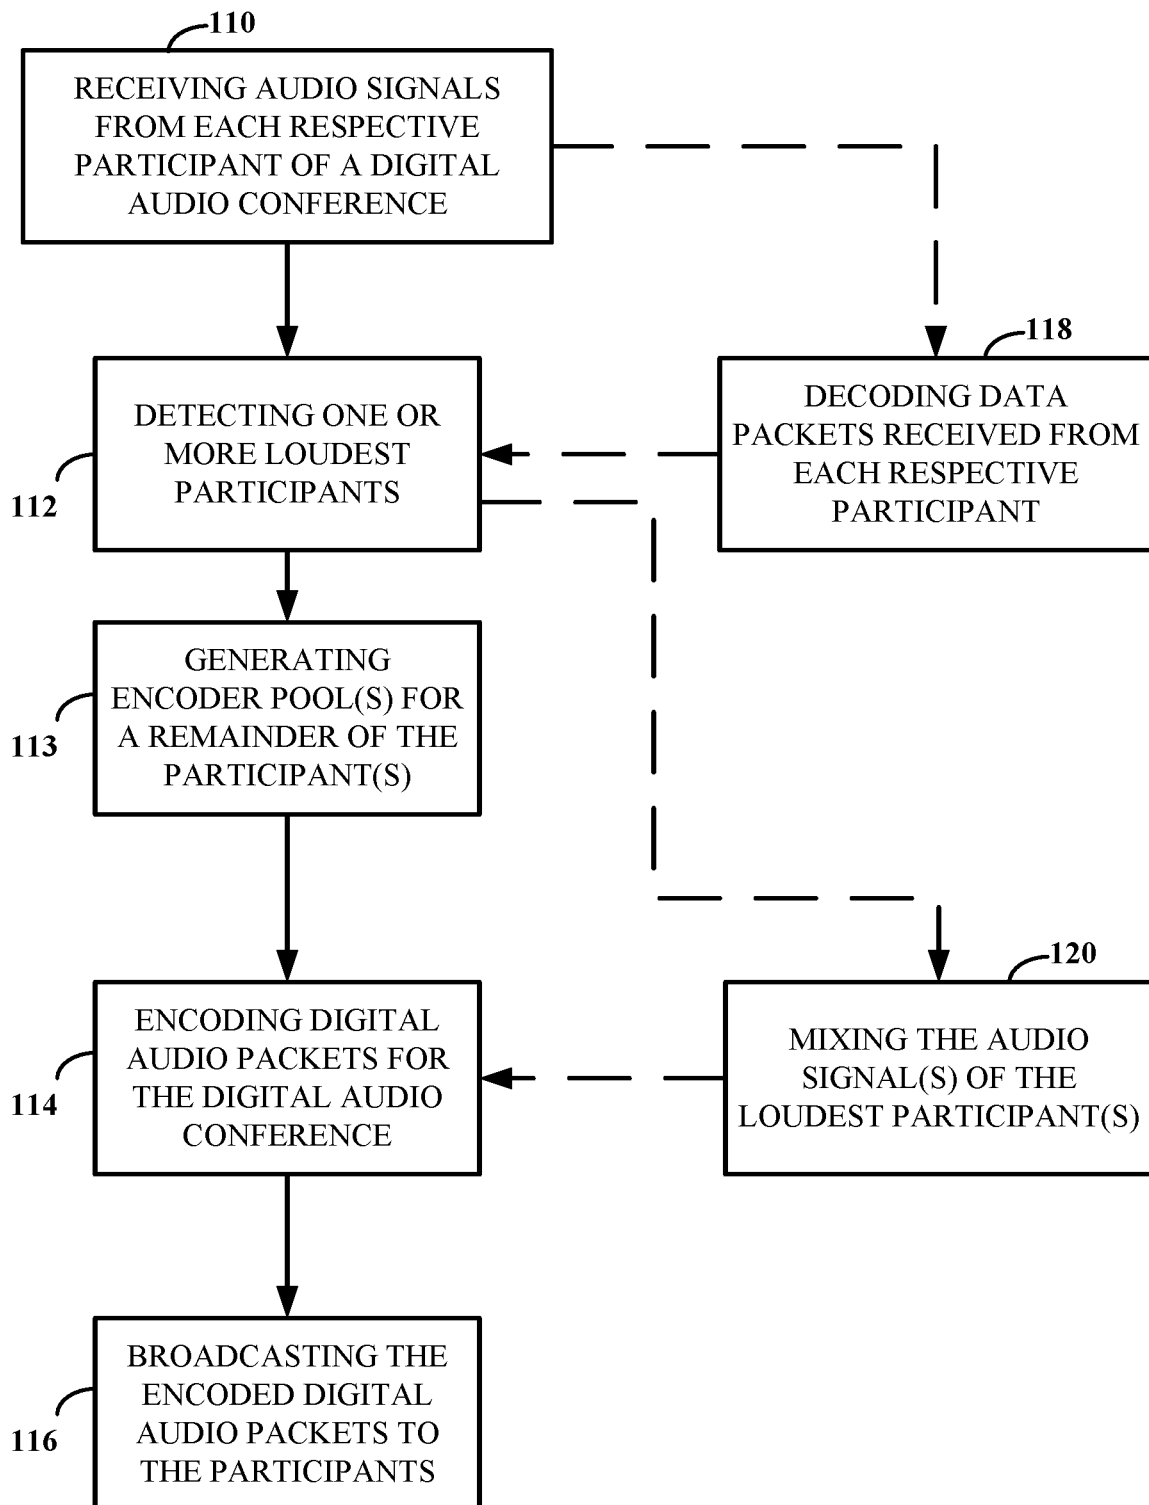 110
RECEIVING AUDIO SIGNALS
FROM EACH RESPECTIVE
PARTICIPANT OF A DIGITAL
AUDIO CONFERENCE
118
DETECTING ONE OR
MORE LOUDEST
PARTICIPANTS
112
DECODING DATA
PACKETS RECEIVED FROM
EACH RESPECTIVE
PARTICIPANT
GENERATING
ENCODER POOL(S) FOR
A REMAINDER OF THE
PARTICIPANT(S)
113
120
ENCODING DIGITAL
AUDIO PACKETS FOR
THE DIGITAL AUDIO
CONFERENCE
114
MIXING THE AUDIO
SIGNAL(S) OF THE
LOUDEST PARTICIPANT(S)
BROADCASTING THE
ENCODED DIGITAL
AUDIO PACKETS TO
THE PARTICIPANTS
116